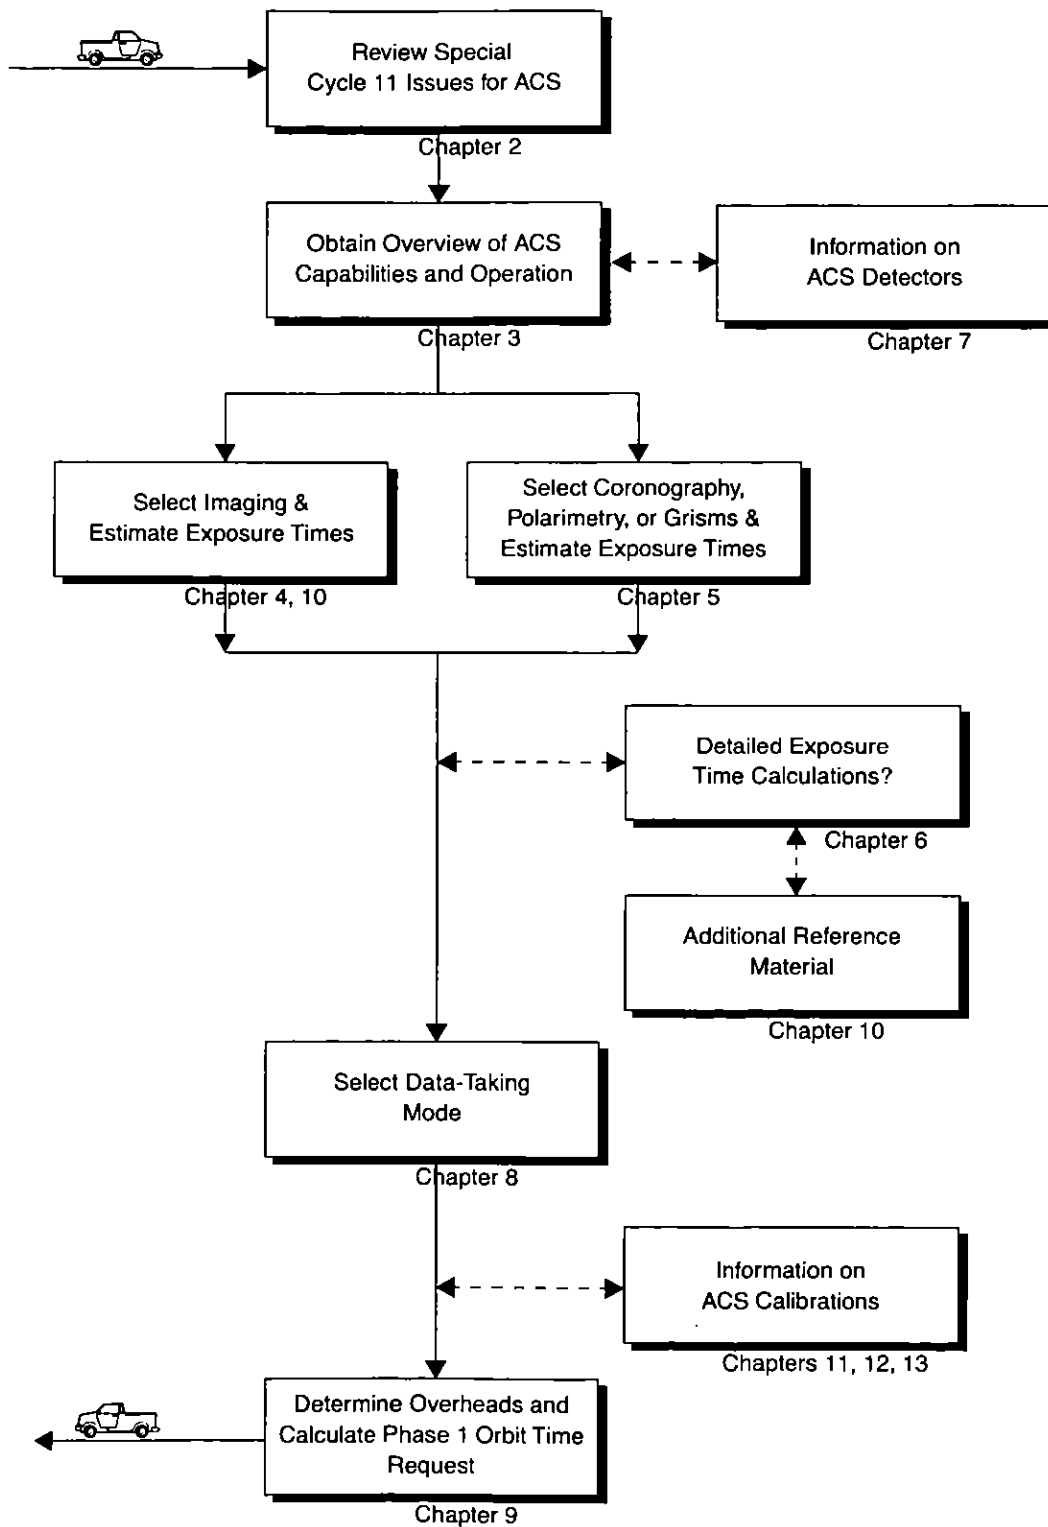 Review Special
Cycle 11 Issues for ACS
Chapter 2
Obtain Overview of ACS
Capabilities and Operation
Chapter 3
Information on
ACS Detectors
Chapter 7
Select Imaging &
Estimate Exposure Times
Chapter 4, 10
Select Coronography,
Polarimetry, or Grisms &
Estimate Exposure Times
Chapter 5
Detailed Exposure
Time Calculations?
Chapter 6
Additional Reference
Material
Chapter 10
Select Data-Taking
Mode
Chapter 8
Information on
ACS Calibrations
Chapters 11, 12, 13
Determine Overheads and
Calculate Phase 1 Orbit Time
Request
Chapter 9